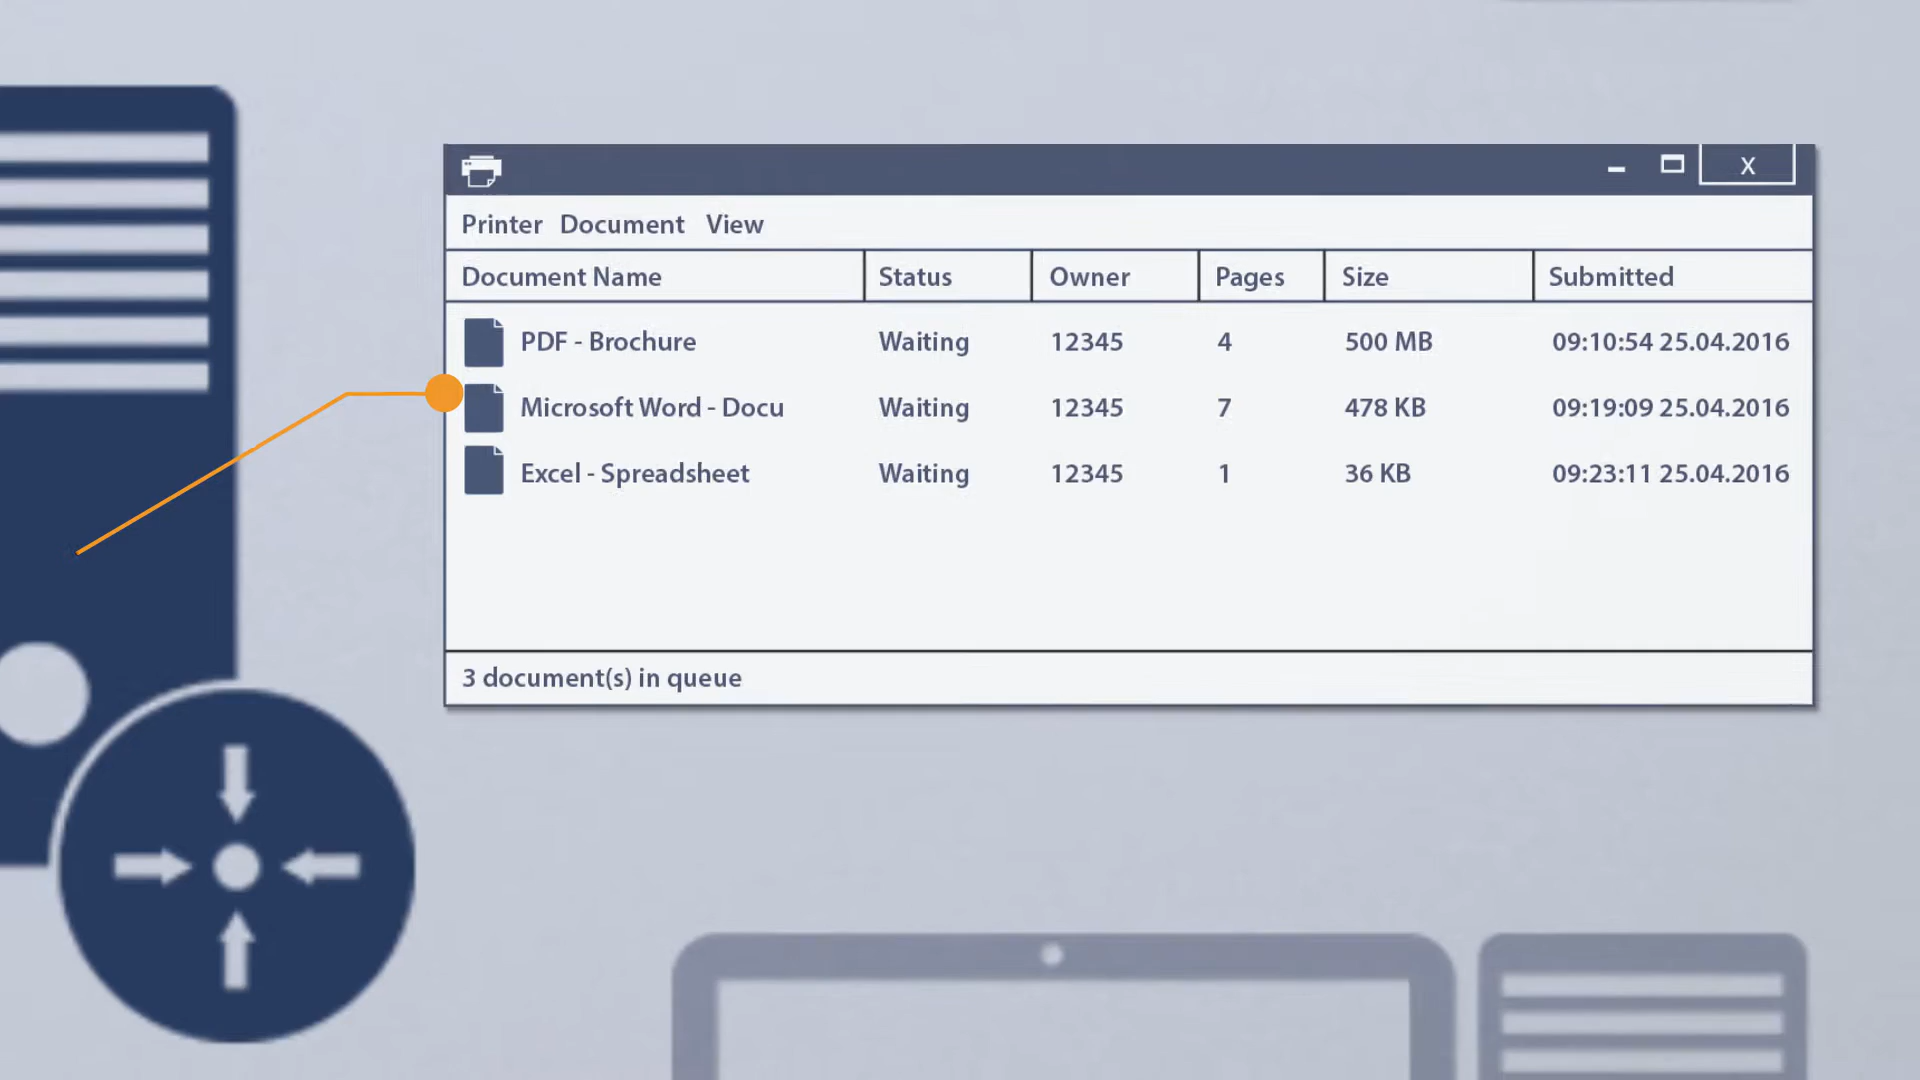 X
Printer Document View
Document Name Status Owner Pages Size Submitted
PDF - Brochure Waiting 12345 4 500 MB 09:10:54 25.04.2016
Microsoft Word - Docu Waiting 12345 7 478 KB 09:19:09 25.04.2016
Excel - Spreadsheet Waiting 12345 1 36 KB 09:23:11 25.04.2016
3 document(s) in queue